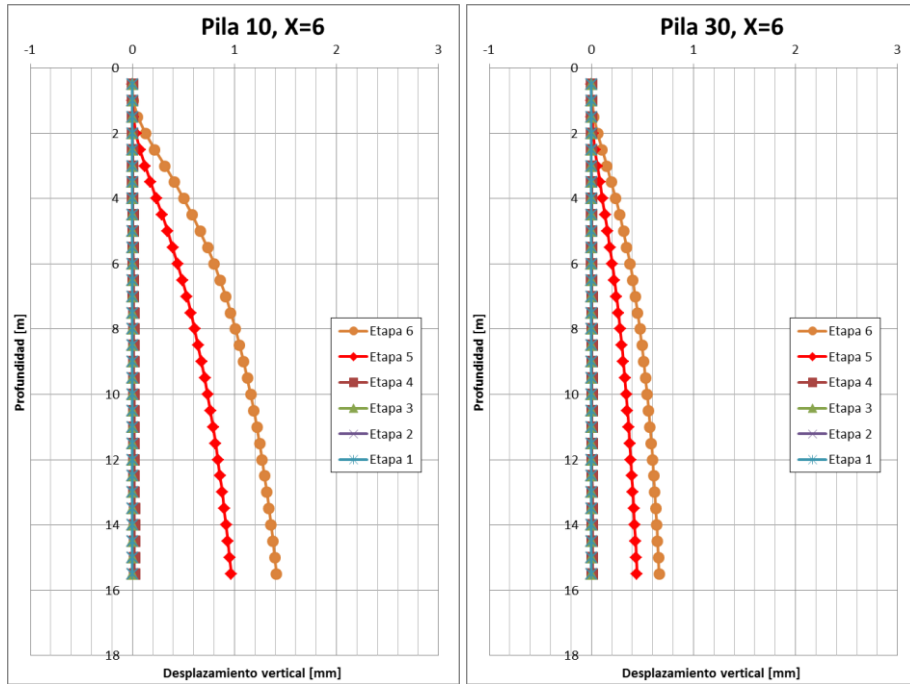 Pila 10, X=6
-1 0 1 2 3
0
2
4
6
8
10
12
14
16
18
Profundidad [m]
Etapa 6
Etapa 5
Etapa 4
Etapa 3
Etapa 2
Etapa 1
Desplazamiento vertical [mm]
Pila 30, X=6
-1 0 1 2 3
0
2
4
6
8
10
12
14
16
18
Profundidad [m]
Etapa 6
Etapa 5
Etapa 4
Etapa 3
Etapa 2
Etapa 1
Desplazamiento vertical [mm]